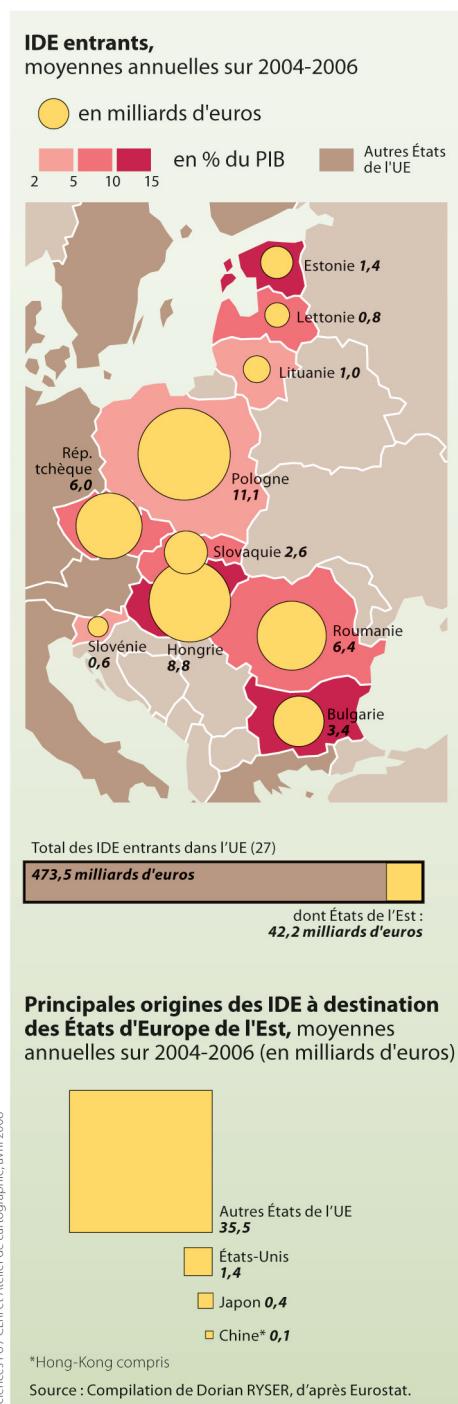 IDE entrants,
moyennes annuelles sur 2004-2006
en milliards d'euros
en % du PIB
2 5 10 15
Autres États
de l'UE
Estonie 1,4
Lettonie 0,8
Lituanie 1,0
Rép.
tchèque
6,0
Pologne
11,1
Slovaquie 2,6
Slovénie
0,6
Hongrie
8,8
Roumanie
6,4
Bulgarie
3,4
Total des IDE entrants dans l’UE (27)
473,5 milliards d'euros
dont États de l’Est :
42,2 milliards d'euros
Principales origines des IDE à destination
des États d'Europe de l'Est, moyennes
annuelles sur 2004-2006 (en milliards d'euros)
Autres États de l’UE
35,5
États-Unis
1,4
Japon 0,4
Chine* 0,1
*Hong-Kong compris
Source : Compilation de Dorian RYSER, d’après Eurostat.